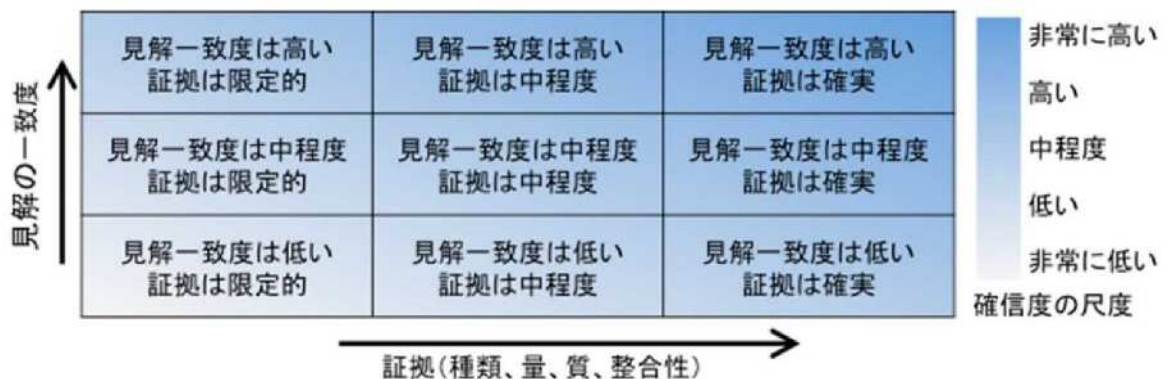 見解の一致度
見解一致度は高い
証拠は限定的
見解一致度は高い
証拠は中程度
見解一致度は高い
証拠は確実
見解一致度は中程度
証拠は限定的
見解一致度は中程度
証拠は中程度
見解一致度は中程度
証拠は確実
見解一致度は低い
証拠は限定的
見解一致度は低い
証拠は中程度
見解一致度は低い
証拠は確実
証拠(種類、量、質、整合性)
非常に高い
高い
中程度
低い
非常に低い
確信度の尺度